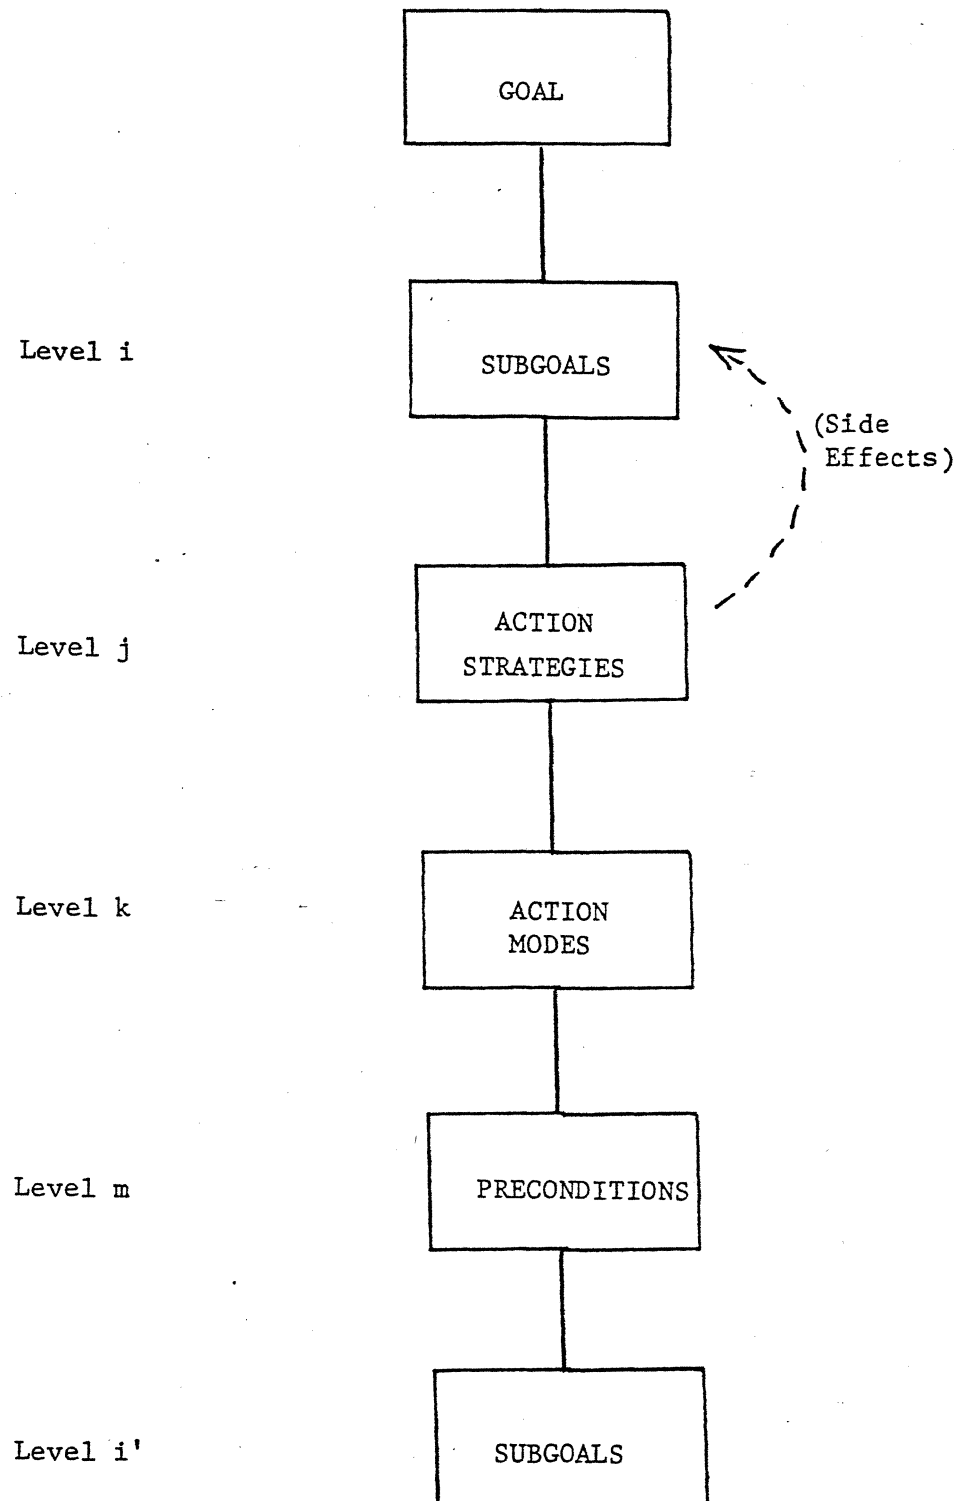 GOAL
Level i
SUBGOALS
(Side
Effects)
Level j
ACTION
STRATEGIES
Level k
ACTION
MODES
Level m
PRECONDITIONS
Level i'
SUBGOALS